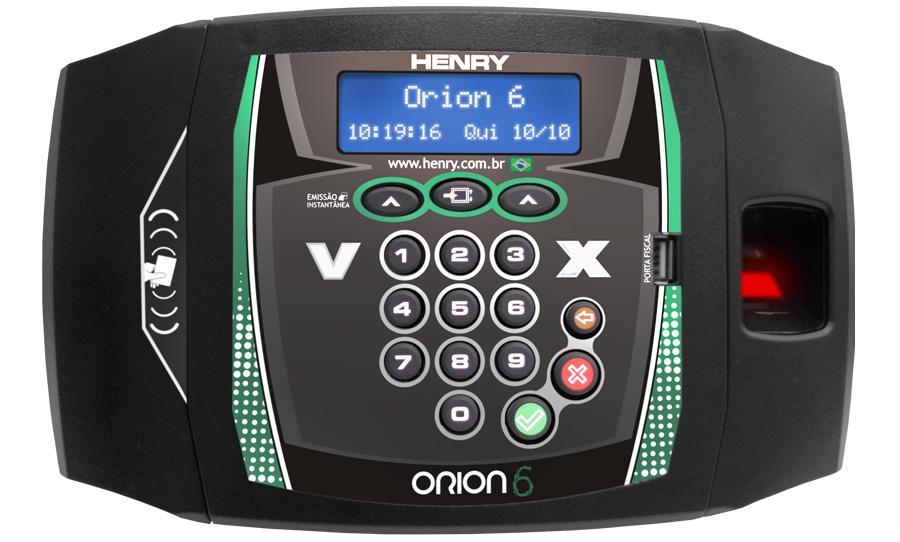 HENRY
Orion 6
10:19:16 Qui 10/10
www.henry.com.br
EMISSÃO
INSTANTÂNEA
V
X
1 2 3
PORTA FISCAL
4 5 6
7 8 9
0
ORION 6